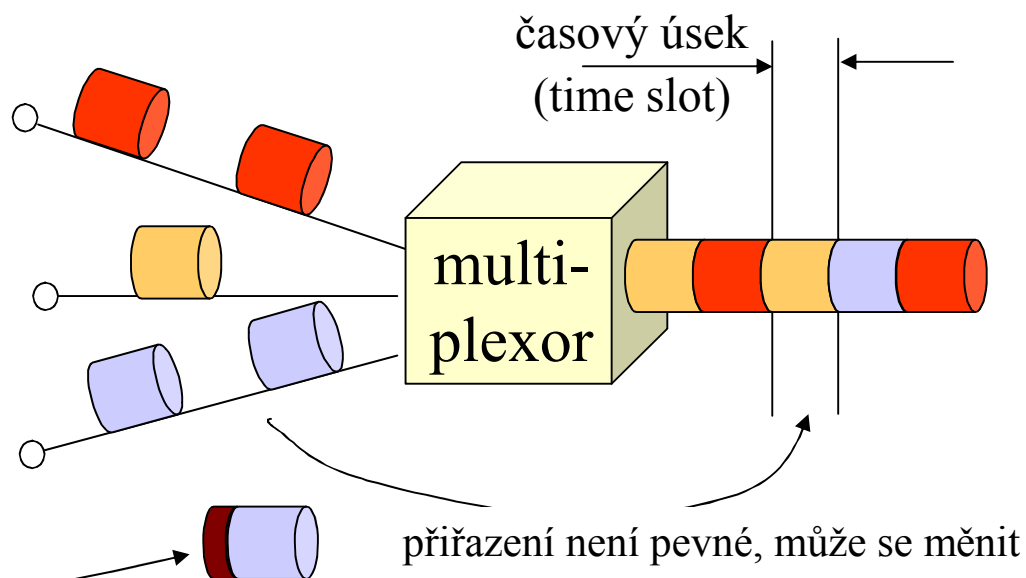 časový úsek
(time slot)
multi-
plexor
přiřazení není pevné, může se měnit